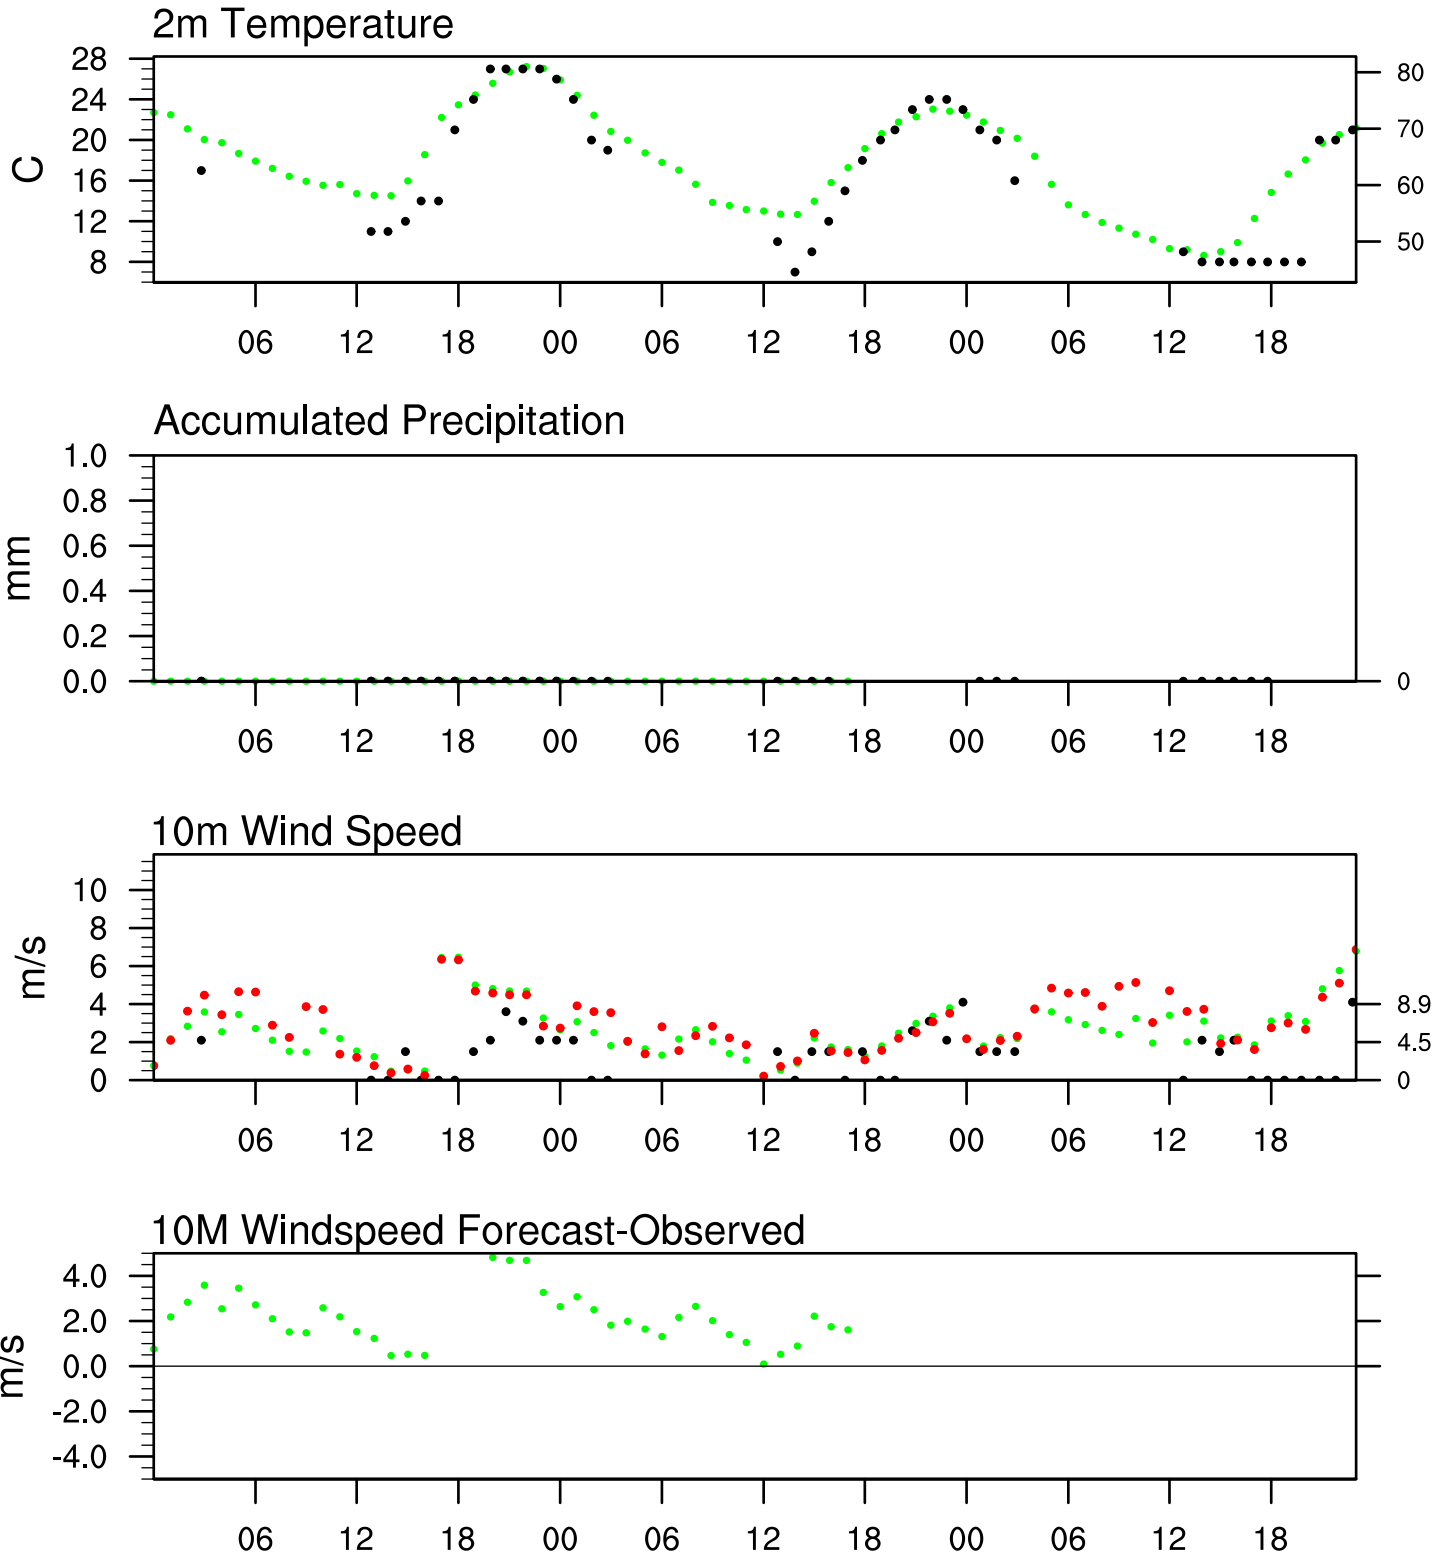 2m Temperature
28
24
20
16
12
8
C
80
70
60
50
06 12 18 00 06 12 18 00 06 12 18
Accumulated Precipitation
1.0
0.8
0.6
0.4
0.2
0.0
mm
0
06 12 18 00 06 12 18 00 06 12 18
10m Wind Speed
10
8
6
4
2
0
m/s
8.9
4.5
0
06 12 18 00 06 12 18 00 06 12 18
10M Windspeed Forecast-Observed
4.0
2.0
0.0
-2.0
-4.0
m/s
06 12 18 00 06 12 18 00 06 12 18